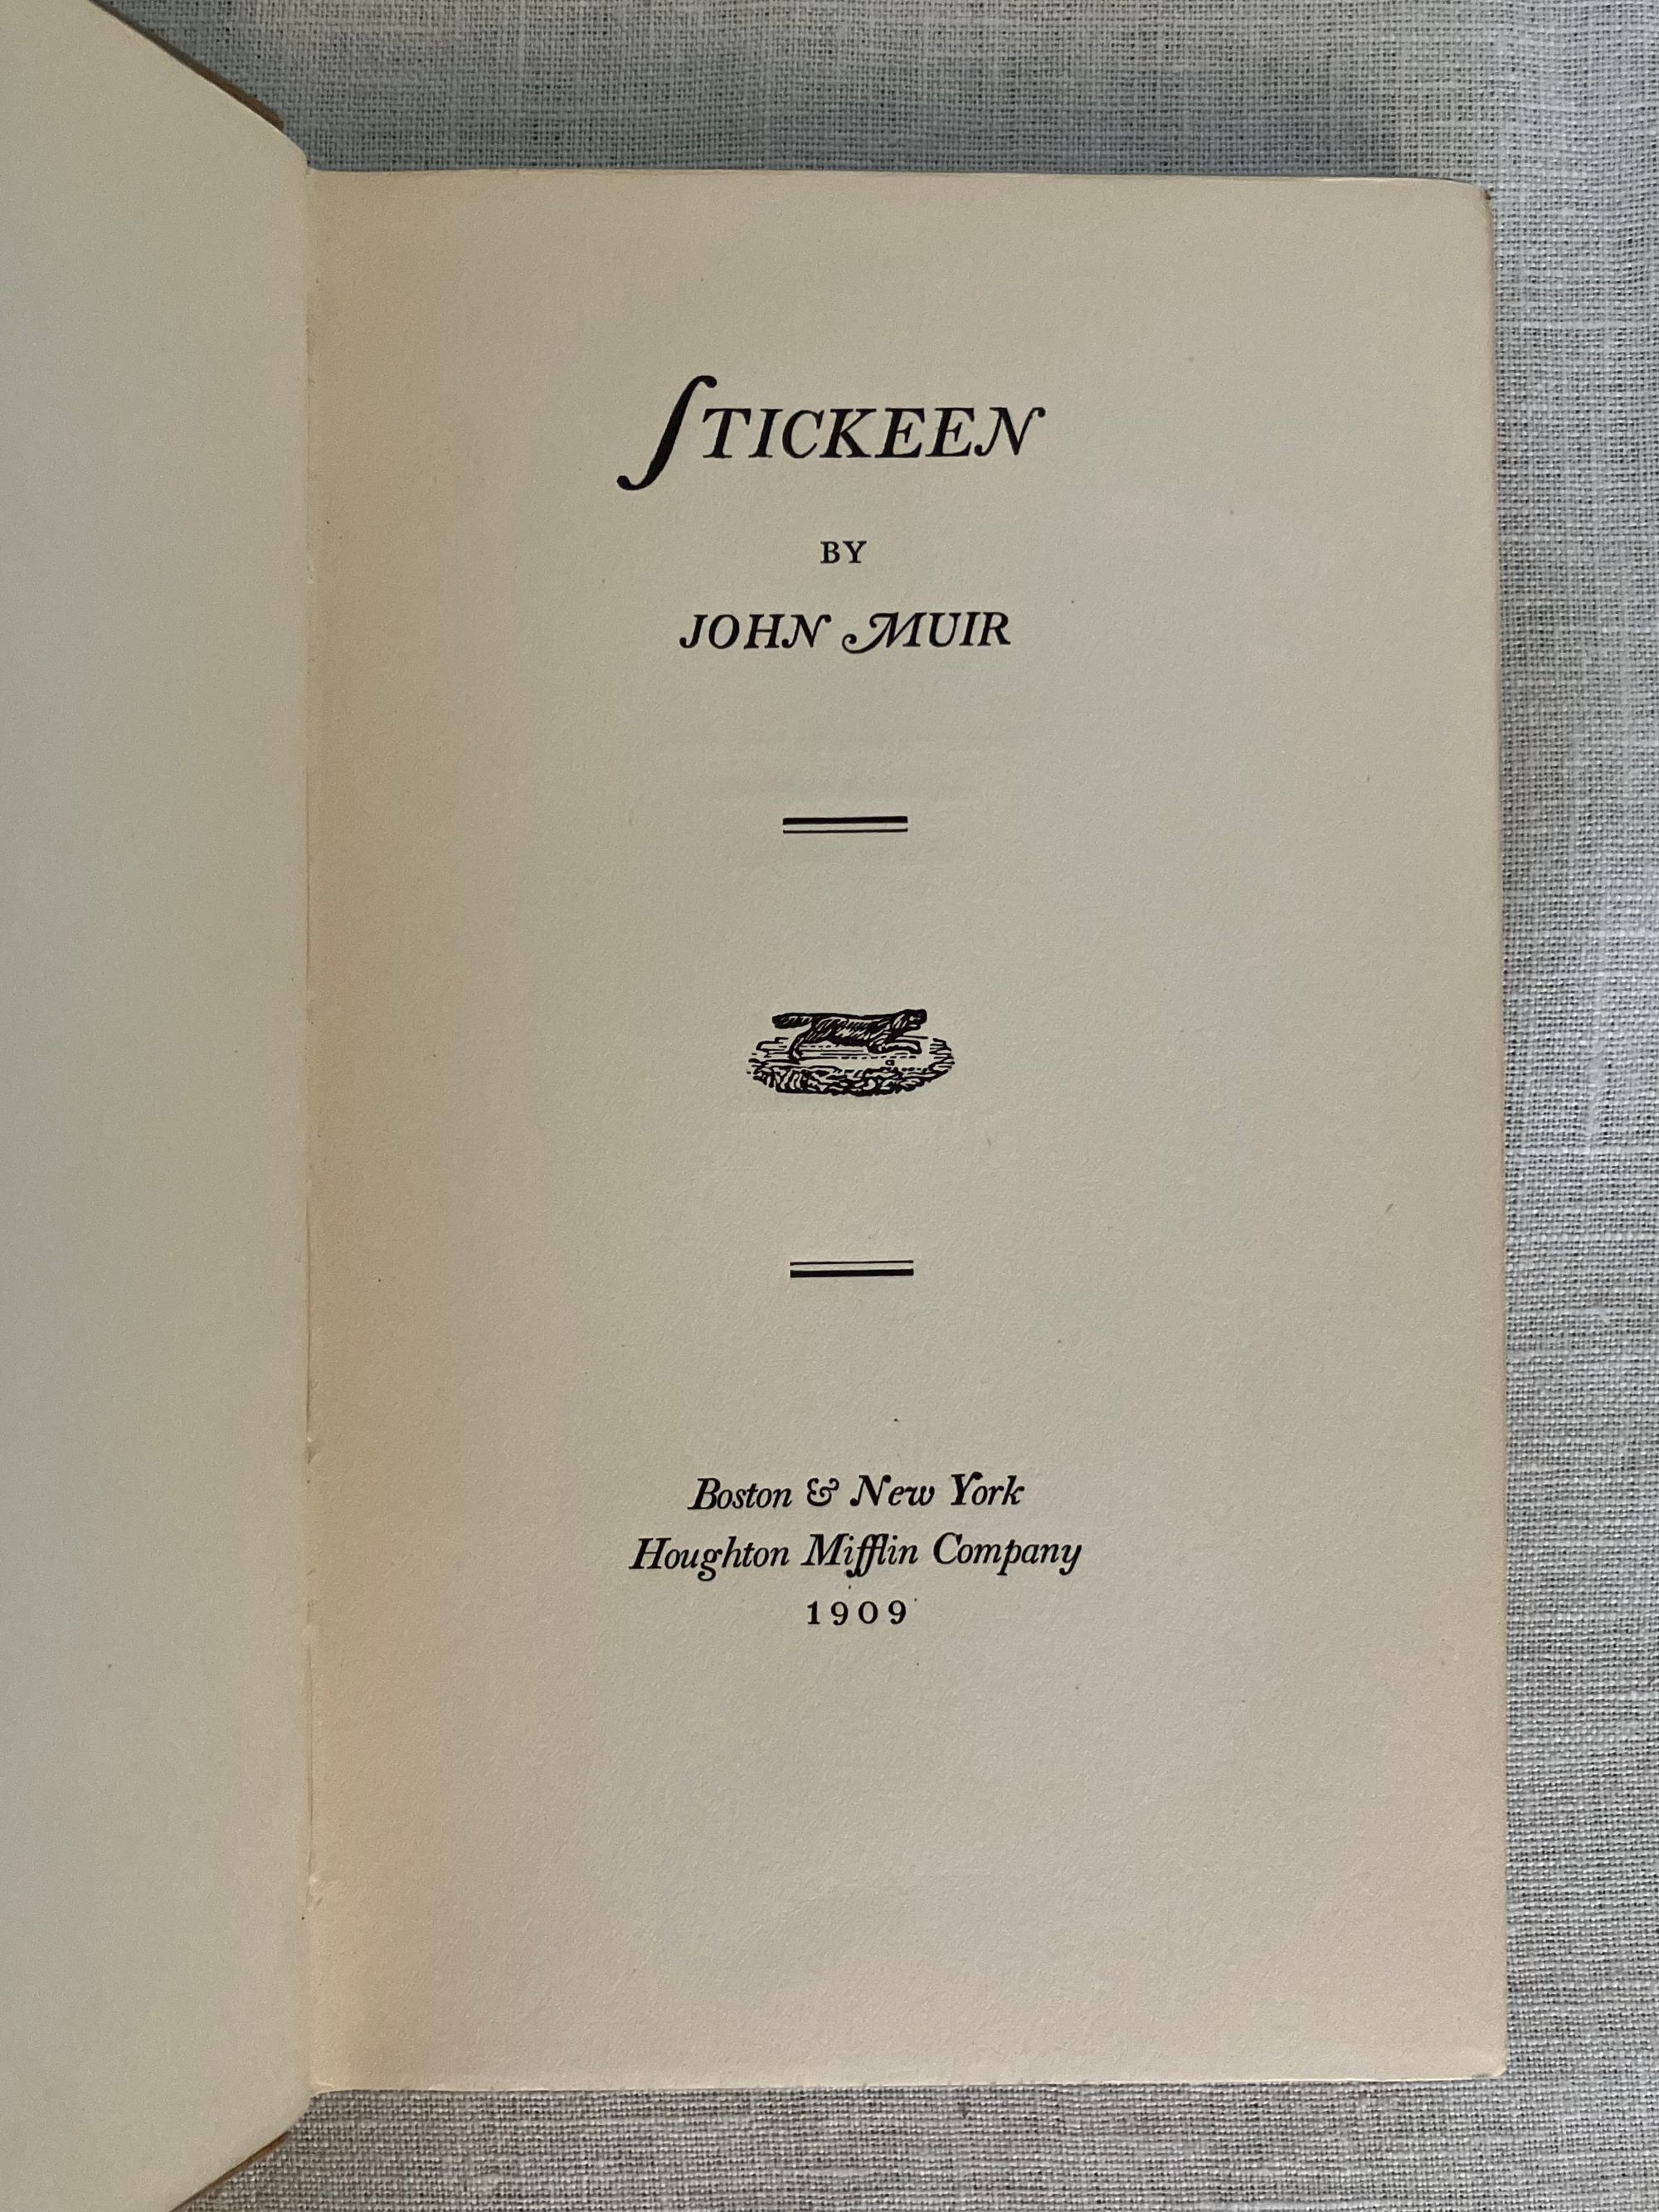 STICKEEN
BY
JOHN MUIR
Boston & New York
Houghton Mifflin Company
1909